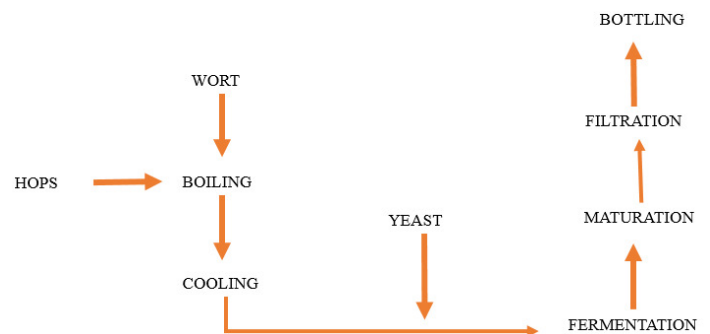 BOTTLING
WORT
FILTRATION
HOPS
BOILING
YEAST
MATURATION
COOLING
FERMENTATION